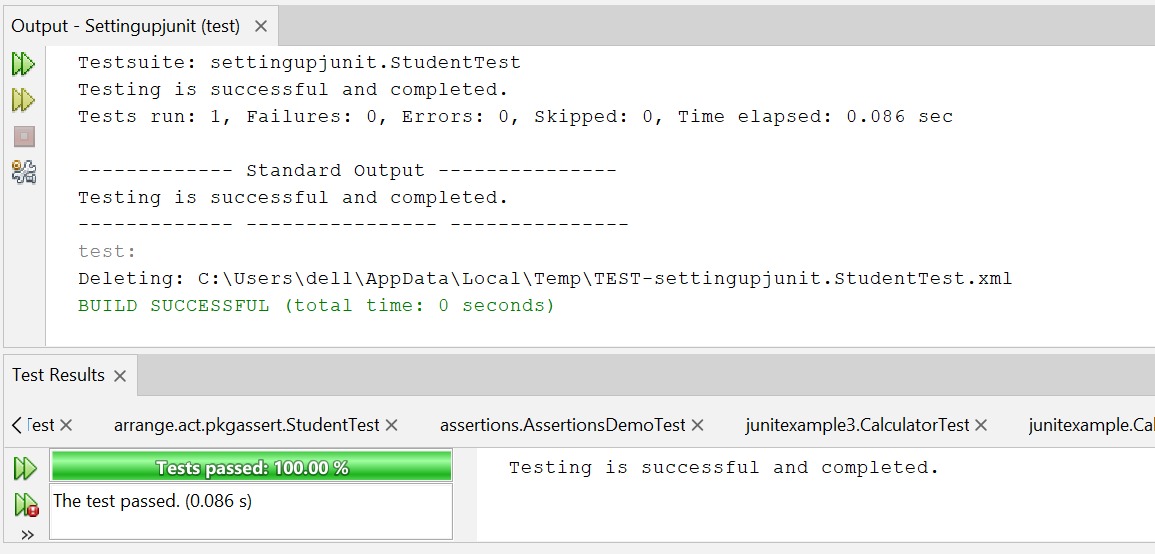 Output - Settingupjunit (test)
Testsuite: settingupjunit.StudentTest
Testing is successful and completed.
Tests run: 1, Failures: 0, Errors: 0, Skipped: 0, Time elapsed: 0.086 sec
------------- Standard Output ---------------
Testing is successful and completed.
------------- ---------------- ---------------
test:
Deleting: C:\Users\dell\AppData\Local\Temp\TEST-settingupjunit.StudentTest.xml
BUILD SUCCESSFUL (total time: 0 seconds)
Test Results
Test arrange.act.pkgassert.StudentTest assertions.AssertionsDemoTest junitexample3.CalculatorTest junitexample.Cal
Tests passed: 100.00 %
Testing is successful and completed.
The test passed. (0.086 s)